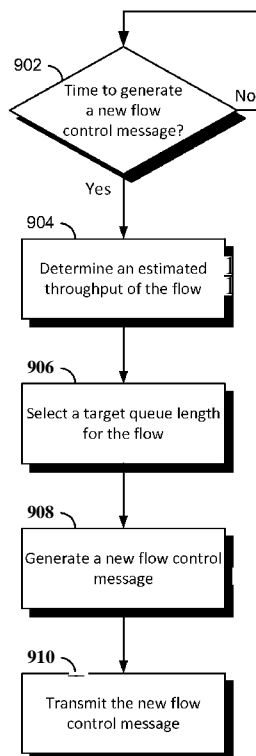 902
Time to generate
a new flow
control message?
No
Yes
904
Determine an estimated
throughput of the flow
906
Select a target queue length
for the flow
908
Generate a new flow control
message
910
Transmit the new flow
control message